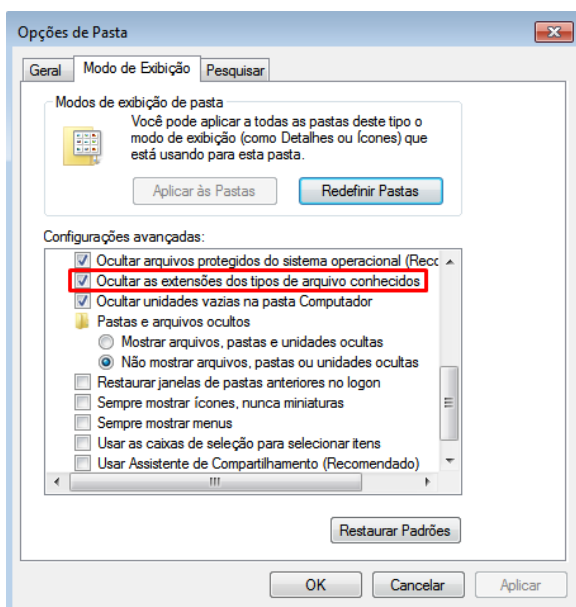 Opções de Pasta
Geral Modo de Exibição Pesquisar
Modos de exibição de pasta
Você pode aplicar a todas as pastas deste tipo o
modo de exibição (como Detalhes ou Ícones) que
está usando para esta pasta.
Aplicar às Pastas Redefinir Pastas
Configurações avançadas:
Ocultar arquivos protegidos do sistema operacional (Recc
Ocultar as extensões dos tipos de arquivo conhecidos
Ocultar unidades vazias na pasta Computador
Pastas e arquivos ocultos
Mostrar arquivos, pastas e unidades ocultas
Não mostrar arquivos, pastas ou unidades ocultas
Restaurar janelas de pastas anteriores no logon
Sempre mostrar ícones, nunca miniaturas
Sempre mostrar menus
Usar as caixas de seleção para selecionar itens
Usar Assistente de Compartilhamento (Recomendado)
Restaurar Padrões
OK Cancelar Aplicar